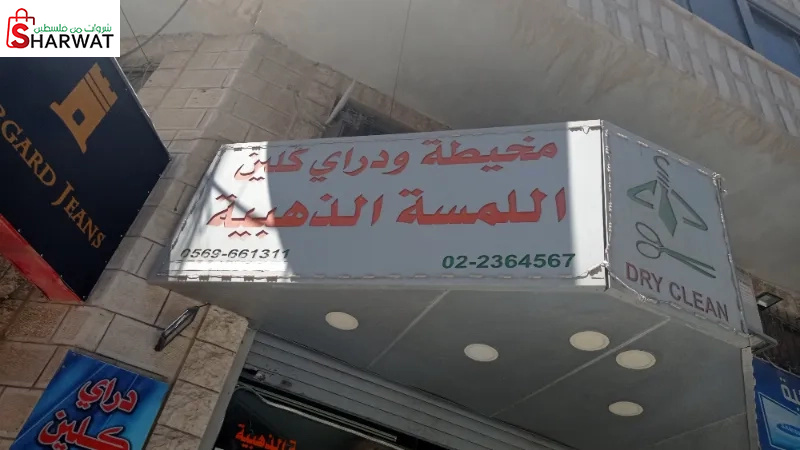 شروات من فلسطين
SHARWAT
GARD JEANS
مخيطة ودراي كلين
اللمسة الذهبية
0569-661311
02-2364567
DRY CLEAN
دراي
كلين
الذهبية